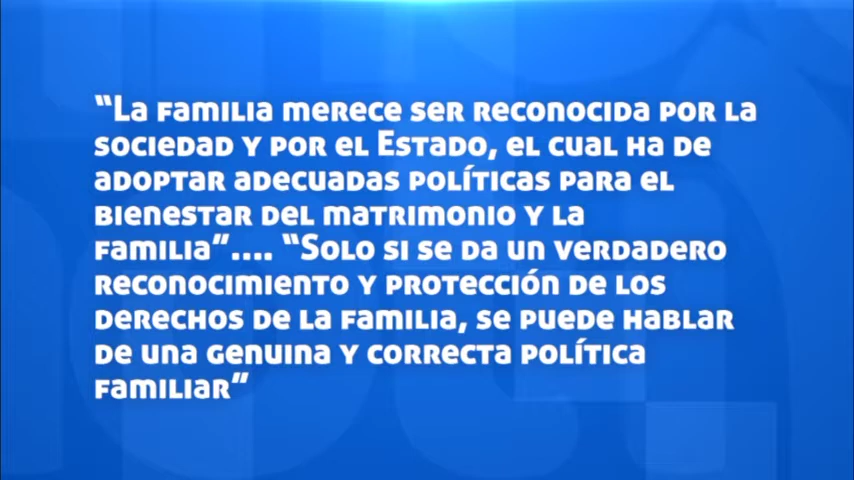 “La familia merece ser reconocida por la
sociedad y por el Estado, el cual ha de
adoptar adecuadas políticas para el
bienestar del matrimonio y la
familia”.... “Solo si se da un verdadero
reconocimiento y protección de los
derechos de la familia, se puede hablar
de una genuina y correcta política
familiar”